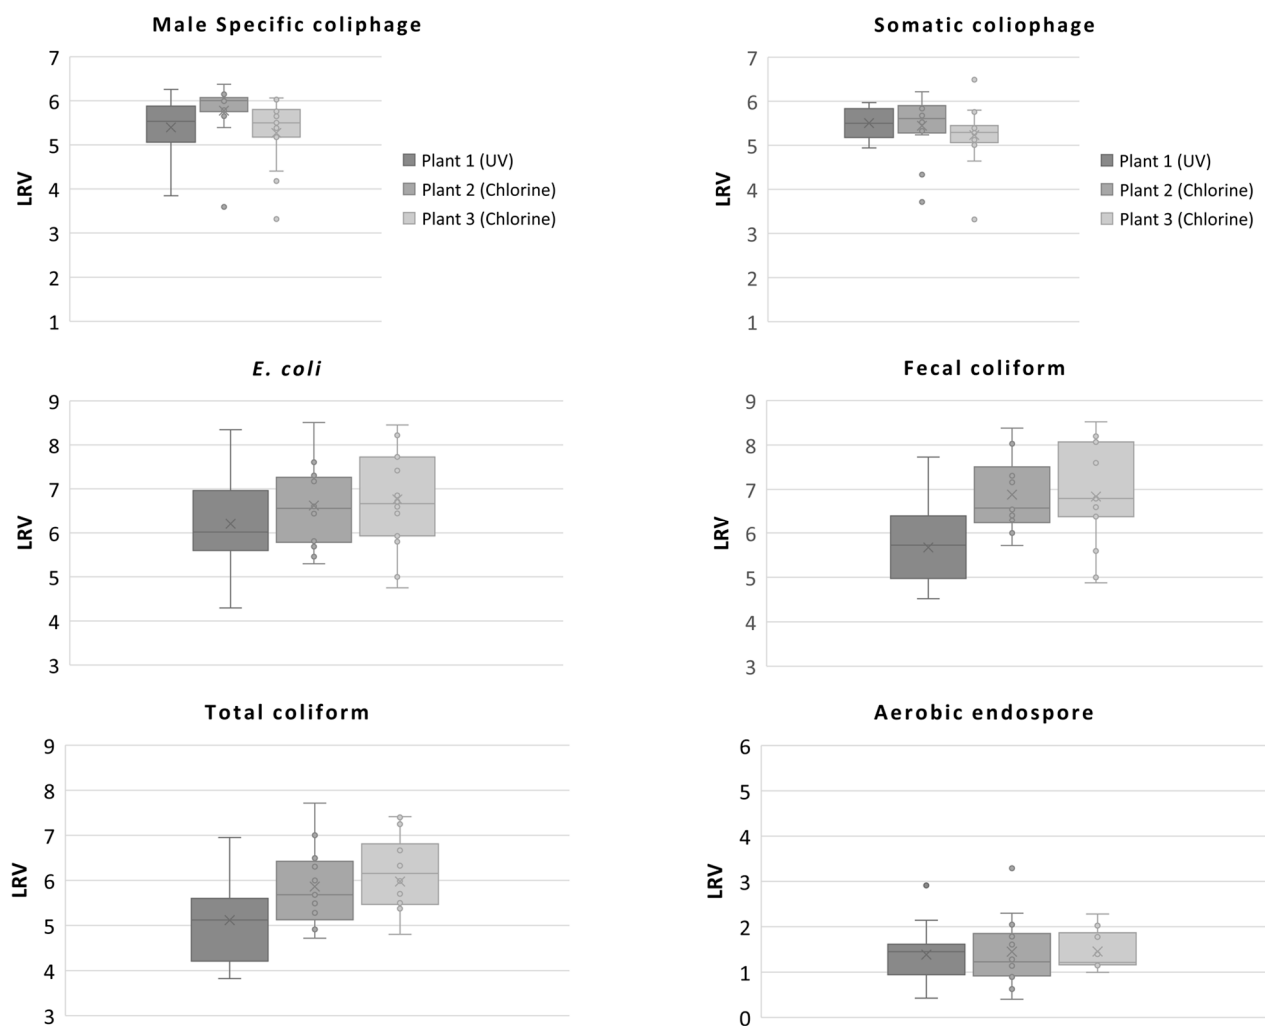 Male Specific coliphage
7
6
5
4
3
2
1
LRV
Plant 1 (UV)
Plant 2 (Chlorine)
Plant 3 (Chlorine)
Somatic coliophage
7
6
5
4
3
2
1
LRV
Plant 1 (UV)
Plant 2 (Chlorine)
Plant 3 (Chlorine)
E. coli
9
8
7
6
5
4
3
LRV
Fecal coliform
9
8
7
6
5
4
3
LRV
Total coliform
9
8
7
6
5
4
3
LRV
Aerobic endospore
6
5
4
3
2
1
0
LRV